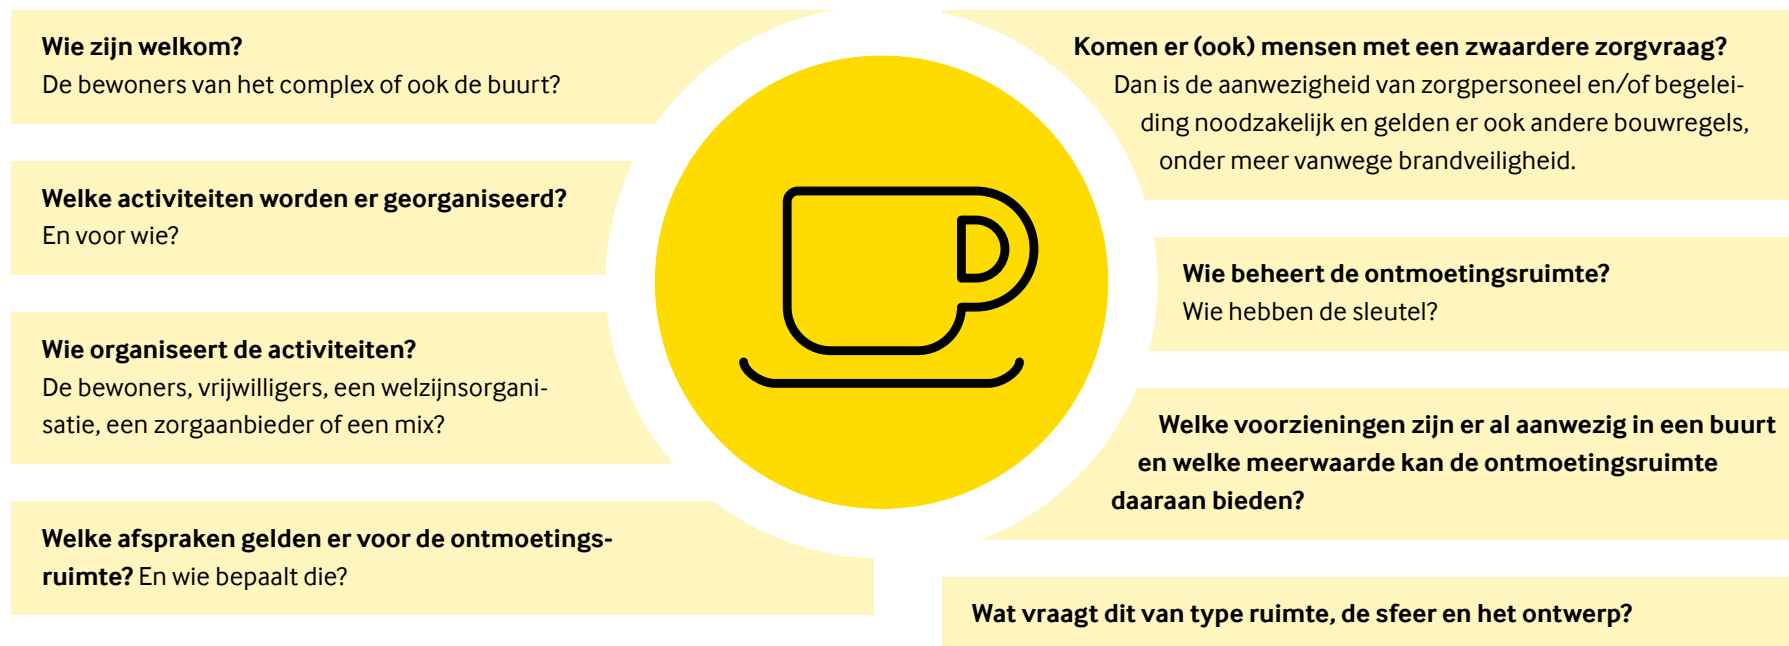 Wie zijn welkom?
De bewoners van het complex of ook de buurt?
Welke activiteiten worden er georganiseerd?
En voor wie?
Wie organiseert de activiteiten?
De bewoners, vrijwilligers, een welzijnsorgani-
satie, een zorgaanbieder of een mix?
Welke afspraken gelden er voor de ontmoetings-
ruimte? En wie bepaalt die?
Komen er (ook) mensen met een zwaardere zorgvraag?
Dan is de aanwezigheid van zorgpersoneel en/of begelei-
ding noodzakelijk en gelden er ook andere bouwregels,
onder meer vanwege brandveiligheid.
Wie beheert de ontmoetingsruimte?
Wie hebben de sleutel?
Welke voorzieningen zijn er al aanwezig in een buurt
en welke meerwaarde kan de ontmoetingsruimte
daaraan bieden?
Wat vraagt dit van type ruimte, de sfeer en het ontwerp?